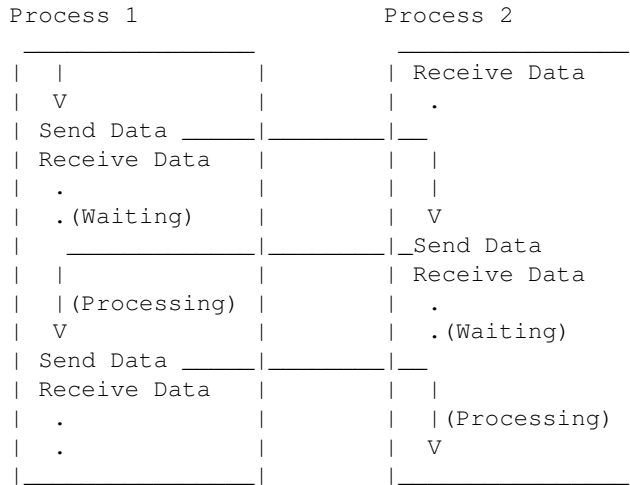 Process 1 Process 2
Receive Data
Send Data
Receive Data
(Waiting)
Send Data
Receive Data
(Processing)
(Waiting)
Send Data
Receive Data
(Processing)